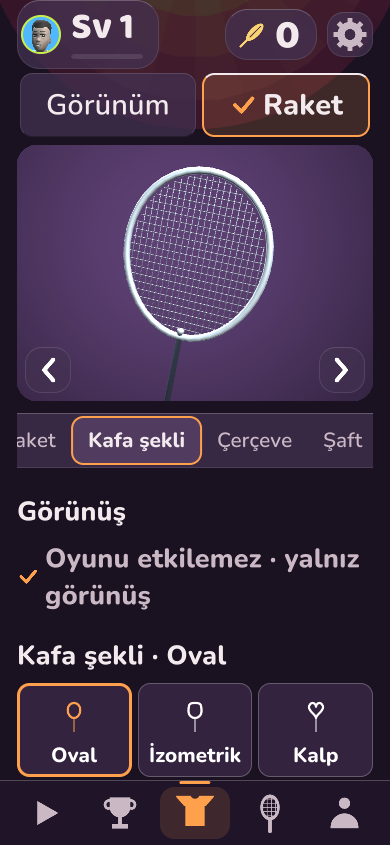 Sv 1
0
Görünüm
Raket
aket
Kafa şekli
Çerçeve
Şaft
Görünüş
Oyunu etkilemez · yalnız
görünüş
Kafa şekli · Oval
Oval
İzometrik
Kalp